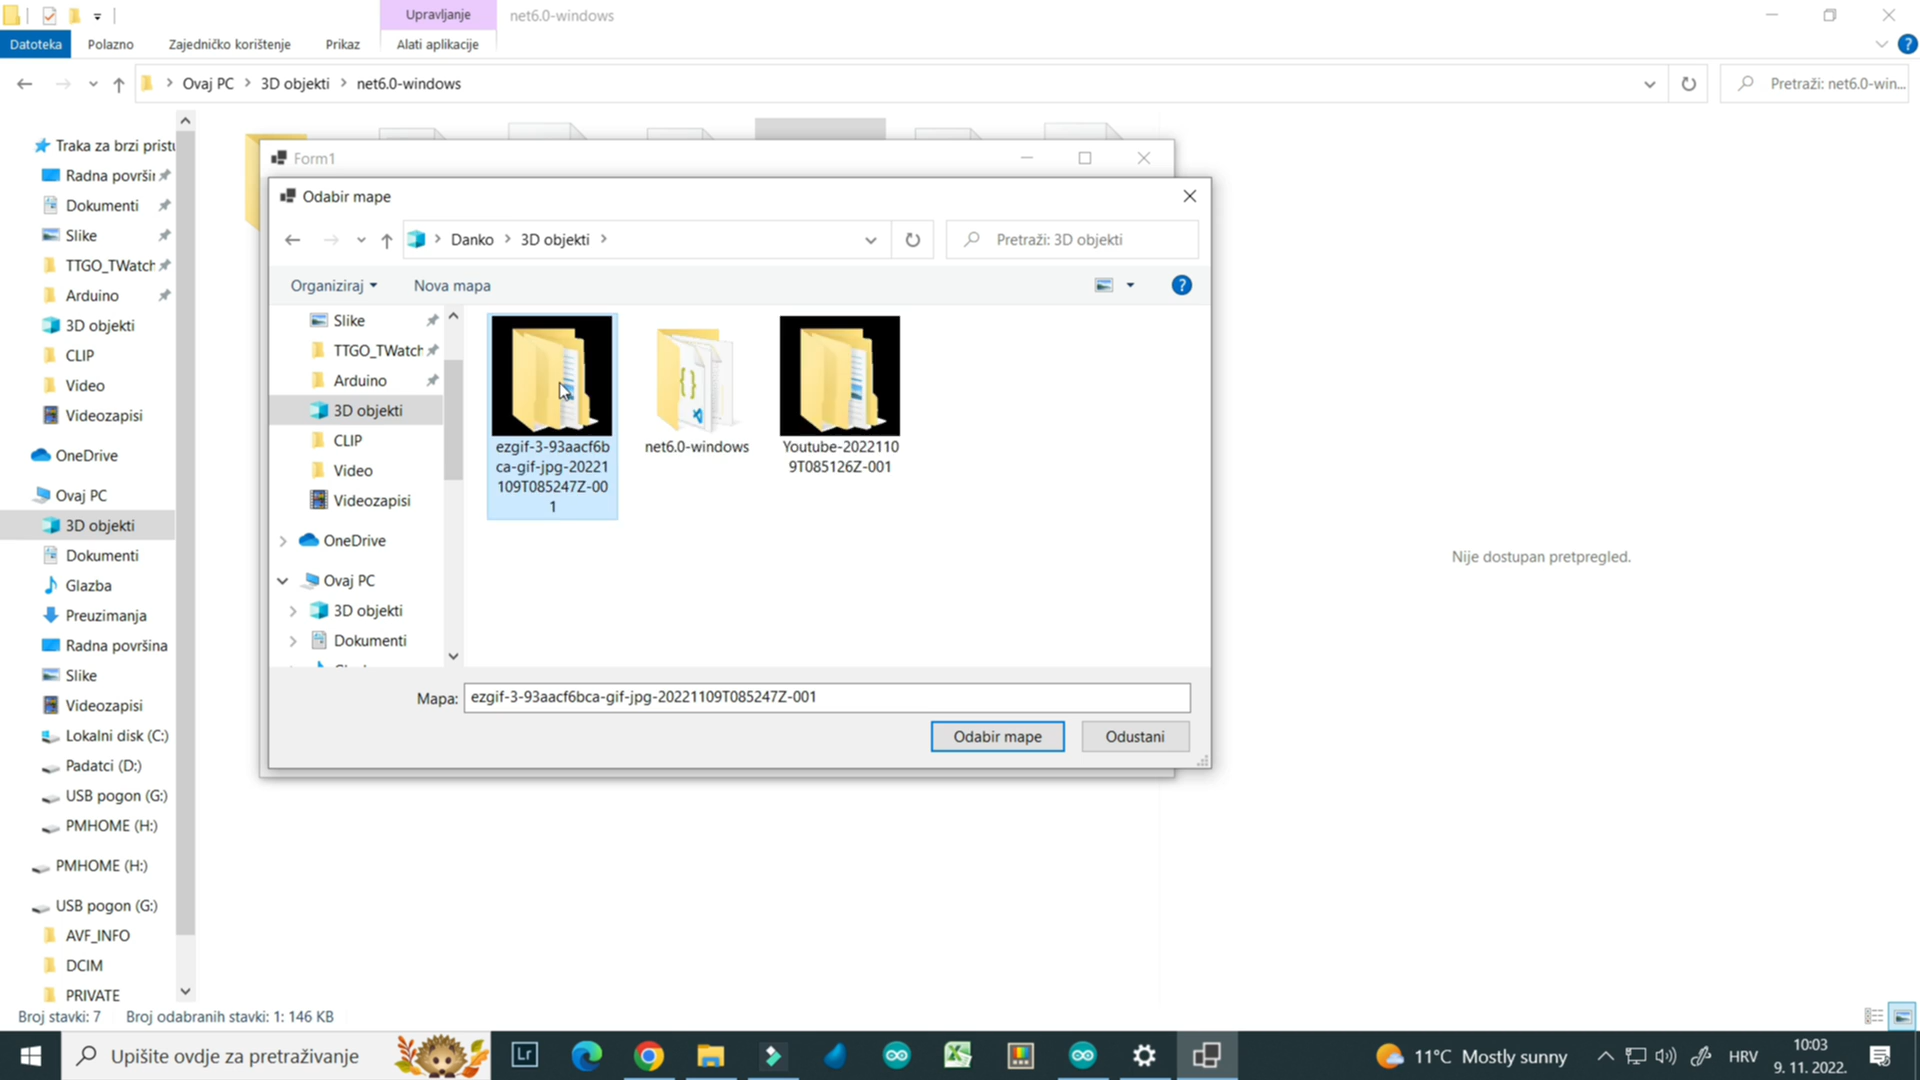 Upravljanje
net6.0-windows
Datoteka
Polazno
Zajedničko korištenje
Prikaz
Alati aplikacije
Ovaj PC > 3D objekti > net6.0-windows
Pretraži: net6.0-win...
Traka za brzi pristu
Radna površin
Dokumenti
Slike
TTGO_TWatch
Arduino
3D objekti
CLIP
Video
Videozapisi
OneDrive
Ovaj PC
3D objekti
Dokumenti
Glazba
Preuzimanja
Radna površina
Slike
Videozapisi
Lokalni disk (C:)
Padatci (D:)
USB pogon (G:)
PMHOME (H:)
PMHOME (H:)
USB pogon (G:)
AVF_INFO
DCIM
PRIVATE
Form1
Odabir mape
Danko > 3D objekti >
Pretraži: 3D objekti
Organiziraj
Nova mapa
Slike
TTGO_TWatch
Arduino
3D objekti
CLIP
Video
Videozapisi
OneDrive
Ovaj PC
3D objekti
Dokumenti
ezgif-3-93aacf6b
ca-gif-jpg-20221
109T085247Z-00
1
net6.0-windows
Youtube-2022110
9T085126Z-001
Mapa: ezgif-3-93aacf6bca-gif-jpg-20221109T085247Z-001
Odabir mape
Odustani
Nije dostupan pretpregled.
Broj stavki: 7
Broj odabranih stavki: 1: 146 KB
Upišite ovdje za pretraživanje
Lr
11°C Mostly sunny
HRV
10:03
9. 11. 2022.